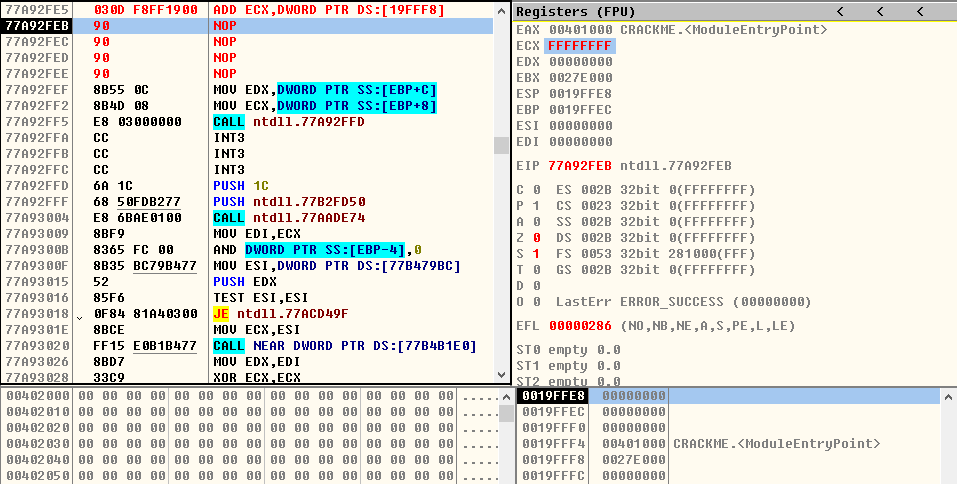 77A92FE5 030D F8FF1900 ADD ECX,DWORD PTR DS:[19FFF8]
77A92FEB 90 NOP
77A92FEC 90 NOP
77A92FED 90 NOP
77A92FEE 90 NOP
77A92FEF 8B55 0C MOV EDX,DWORD PTR SS:[EBP+C]
77A92FF2 8B4D 08 MOV ECX,DWORD PTR SS:[EBP+8]
77A92FF5 E8 03000000 CALL ntdll.77A92FFD
77A92FFA CC INT3
77A92FFB CC INT3
77A92FFC CC INT3
77A92FFD 6A 1C PUSH 1C
77A92FFF 68 50FDB277 PUSH ntdll.77B2FD50
77A93004 E8 6BAE0100 CALL ntdll.77AADE74
77A93009 8BF9 MOV EDI,ECX
77A9300B 8365 FC 00 AND DWORD PTR SS:[EBP-4],0
77A9300F 8B35 BC79B477 MOV ESI,DWORD PTR DS:[77B479BC]
77A93015 52 PUSH EDX
77A93016 85F6 TEST ESI,ESI
77A93018 0F84 81A40300 JE ntdll.77ACD49F
77A9301E 8BCE MOV ECX,ESI
77A93020 FF15 E0B1B477 CALL NEAR DWORD PTR DS:[77B4B1E0]
77A93026 8BD7 MOV EDX,EDI
77A93028 33C9 XOR ECX,ECX
Registers (FPU) < < <
EAX 00401000 CRACKME.<ModuleEntryPoint>
ECX FFFFFFFF
EDX 00000000
EBX 0027E000
ESP 0019FFE8
EBP 0019FFEC
ESI 00000000
EDI 00000000
EIP 77A92FEB ntdll.77A92FEB
C 0 ES 002B 32bit 0(FFFFFFFF)
P 1 CS 0023 32bit 0(FFFFFFFF)
A 0 SS 002B 32bit 0(FFFFFFFF)
Z 0 DS 002B 32bit 0(FFFFFFFF)
S 1 FS 0053 32bit 281000(FFF)
T 0 GS 002B 32bit 0(FFFFFFFF)
D 0
O 0 LastErr ERROR_SUCCESS (00000000)
EFL 00000286 (NO,NB,NE,A,S,PE,L,LE)
ST0 empty 0.0
ST1 empty 0.0
ST2 empty 0.0
00402000 00 00 00 00 00 00 00 00 00 00 00 00 00 00 00 00 .....
00402010 00 00 00 00 00 00 00 00 00 00 00 00 00 00 00 00 .....
00402020 00 00 00 00 00 00 00 00 00 00 00 00 00 00 00 00 .....
00402030 00 00 00 00 00 00 00 00 00 00 00 00 00 00 00 00 .....
00402040 00 00 00 00 00 00 00 00 00 00 00 00 00 00 00 00 .....
00402050 00 00 00 00 00 00 00 00 00 00 00 00 00 00 00 00 .....
0019FFE8 00000000
0019FFEC 00000000
0019FFF0 00000000
0019FFF4 00401000 CRACKME.<ModuleEntryPoint>
0019FFF8 0027E000
0019FFFC 00000000